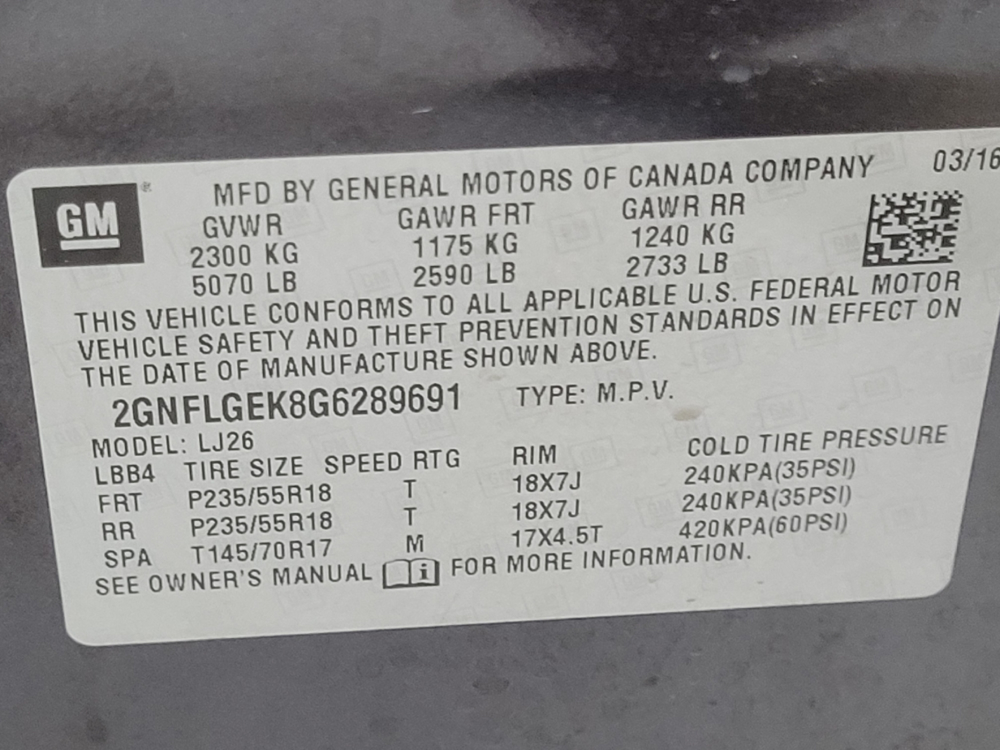 GM ®
MFD BY GENERAL MOTORS OF CANADA COMPANY 03/16
GVWR GAWR FRT GAWR RR
2300 KG 1175 KG 1240 KG
5070 LB 2590 LB 2733 LB
THIS VEHICLE CONFORMS TO ALL APPLICABLE U.S. FEDERAL MOTOR
VEHICLE SAFETY AND THEFT PREVENTION STANDARDS IN EFFECT ON
THE DATE OF MANUFACTURE SHOWN ABOVE.
2GNFLGEK8G6289691 TYPE: M.P.V.
MODEL: LJ26
LBB4 TIRE SIZE SPEED RTG RIM COLD TIRE PRESSURE
FRT P235/55R18 T 18X7J 240KPA(35PSI)
RR P235/55R18 T 18X7J 240KPA(35PSI)
SPA T145/70R17 M 17X4.5T 420KPA(60PSI)
SEE OWNER'S MANUAL i FOR MORE INFORMATION.